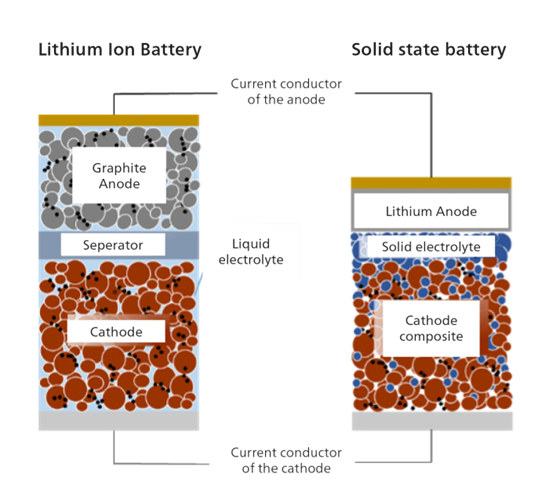 Lithium Ion Battery
Solid state battery
Current conductor
of the anode
Graphite
Anode
Lithium Anode
Seperator
Liquid
electrolyte
Solid electrolyte
Cathode
Cathode
composite
Current conductor
of the cathode